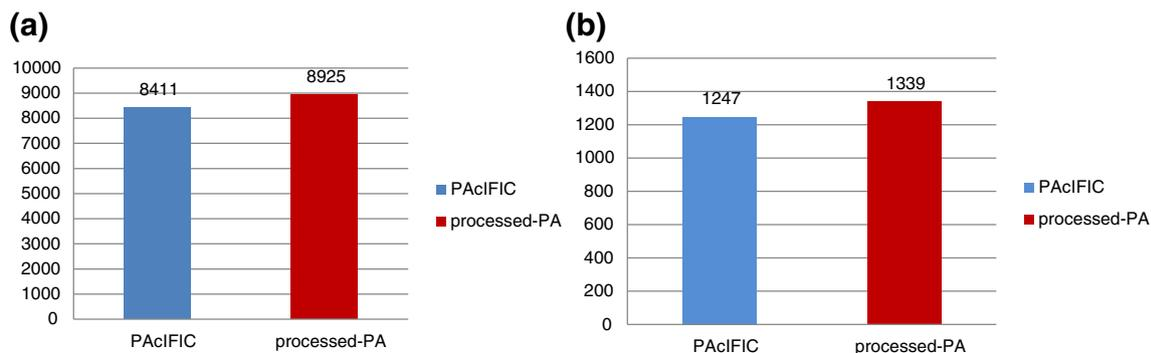 (a)
10000
9000
8000
7000
6000
5000
4000
3000
2000
1000
0
8411
8925
PAcIFIC
processed-PA
PAcIFIC
processed-PA
(b)
1600
1400
1200
1000
800
600
400
200
0
1247
1339
PAcIFIC
processed-PA
PAcIFIC
processed-PA